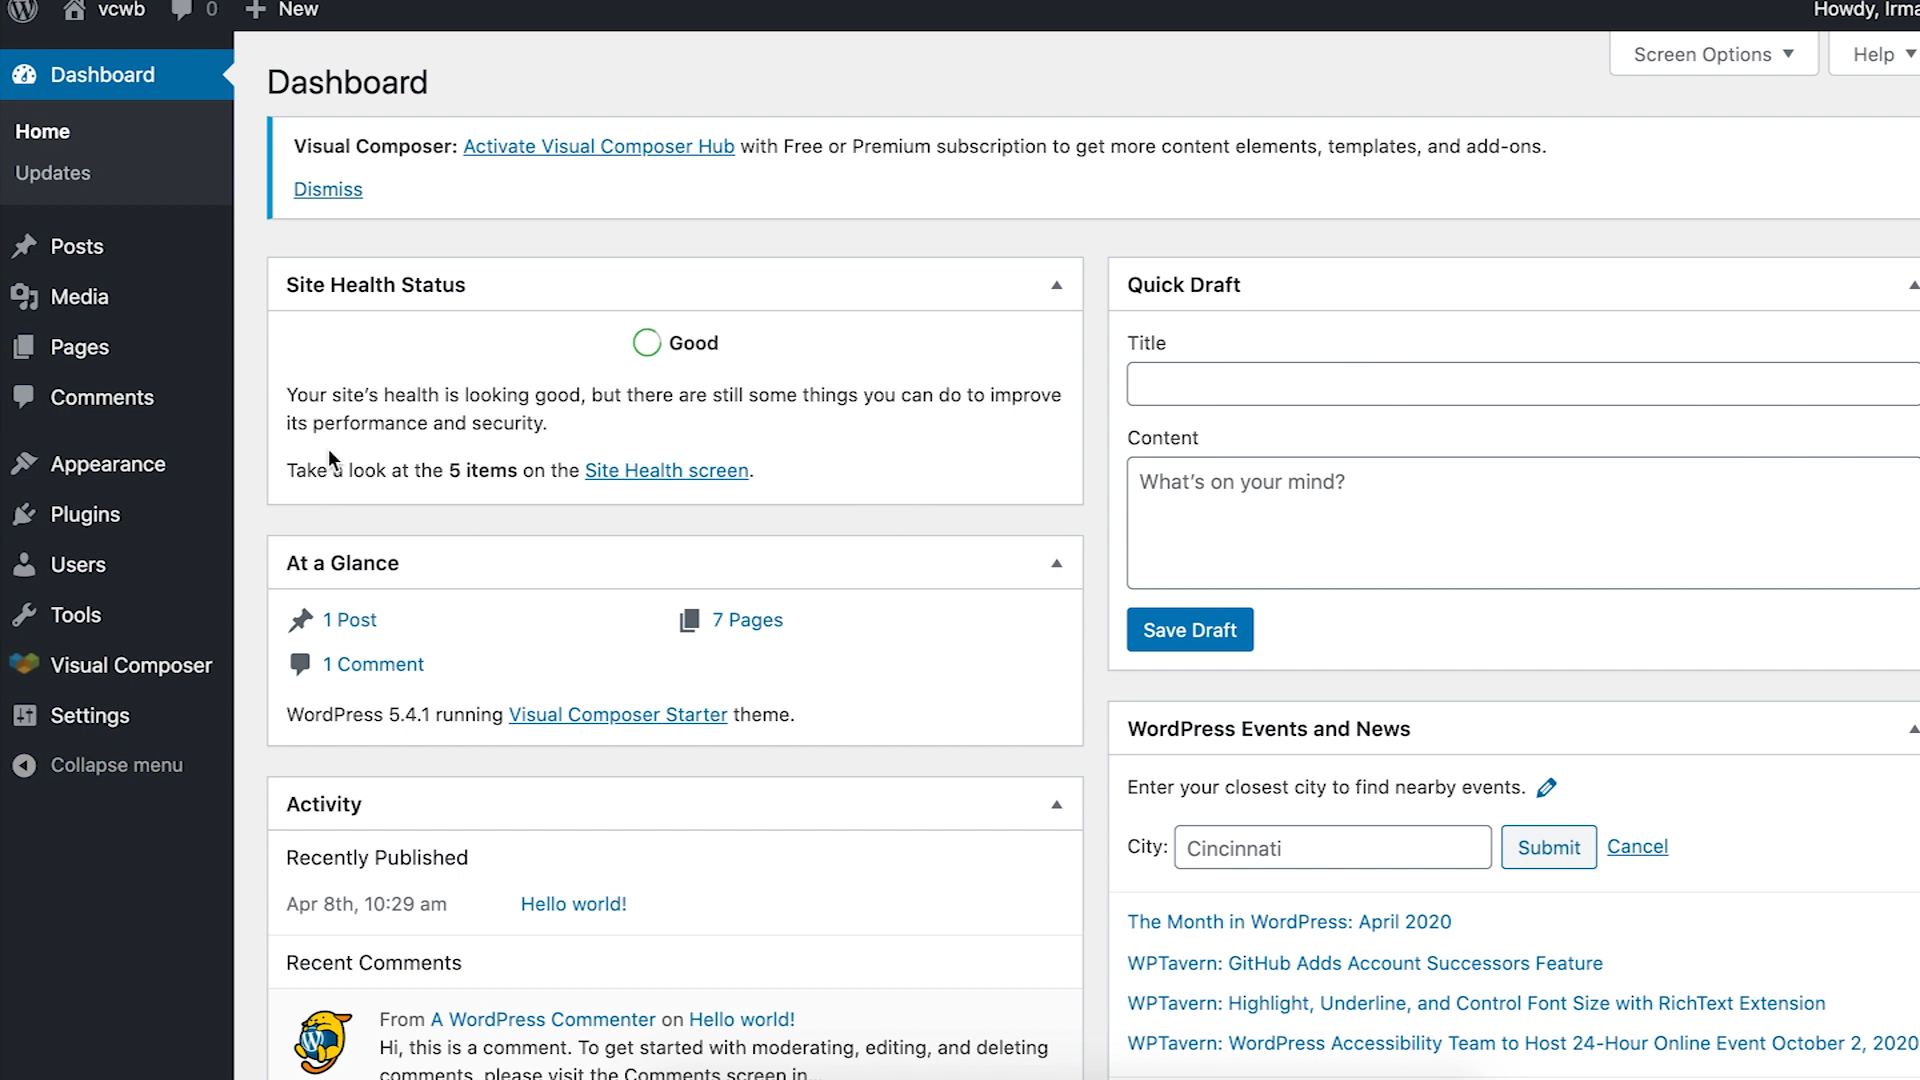 vcwb 0 New Howdy, Irma
Screen Options Help
Dashboard
Home
Updates
Posts
Media
Pages
Comments
Appearance
Plugins
Users
Tools
Visual Composer
Settings
Collapse menu
Dashboard
Visual Composer: Activate Visual Composer Hub with Free or Premium subscription to get more content elements, templates, and add-ons.
Dismiss
Site Health Status
Good
Your site's health is looking good, but there are still some things you can do to improve
its performance and security.
Take a look at the 5 items on the Site Health screen.
At a Glance
1 Post 7 Pages
1 Comment
WordPress 5.4.1 running Visual Composer Starter theme.
Activity
Recently Published
Apr 8th, 10:29 am Hello world!
Recent Comments
From A WordPress Commenter on Hello world!
Hi, this is a comment. To get started with moderating, editing, and deleting
comments, please visit the Comments screen in...
Quick Draft
Title
Content
What's on your mind?
Save Draft
WordPress Events and News
Enter your closest city to find nearby events.
City: Cincinnati Submit Cancel
The Month in WordPress: April 2020
WPTavern: GitHub Adds Account Successors Feature
WPTavern: Highlight, Underline, and Control Font Size with RichText Extension
WPTavern: WordPress Accessibility Team to Host 24-Hour Online Event October 2, 2020